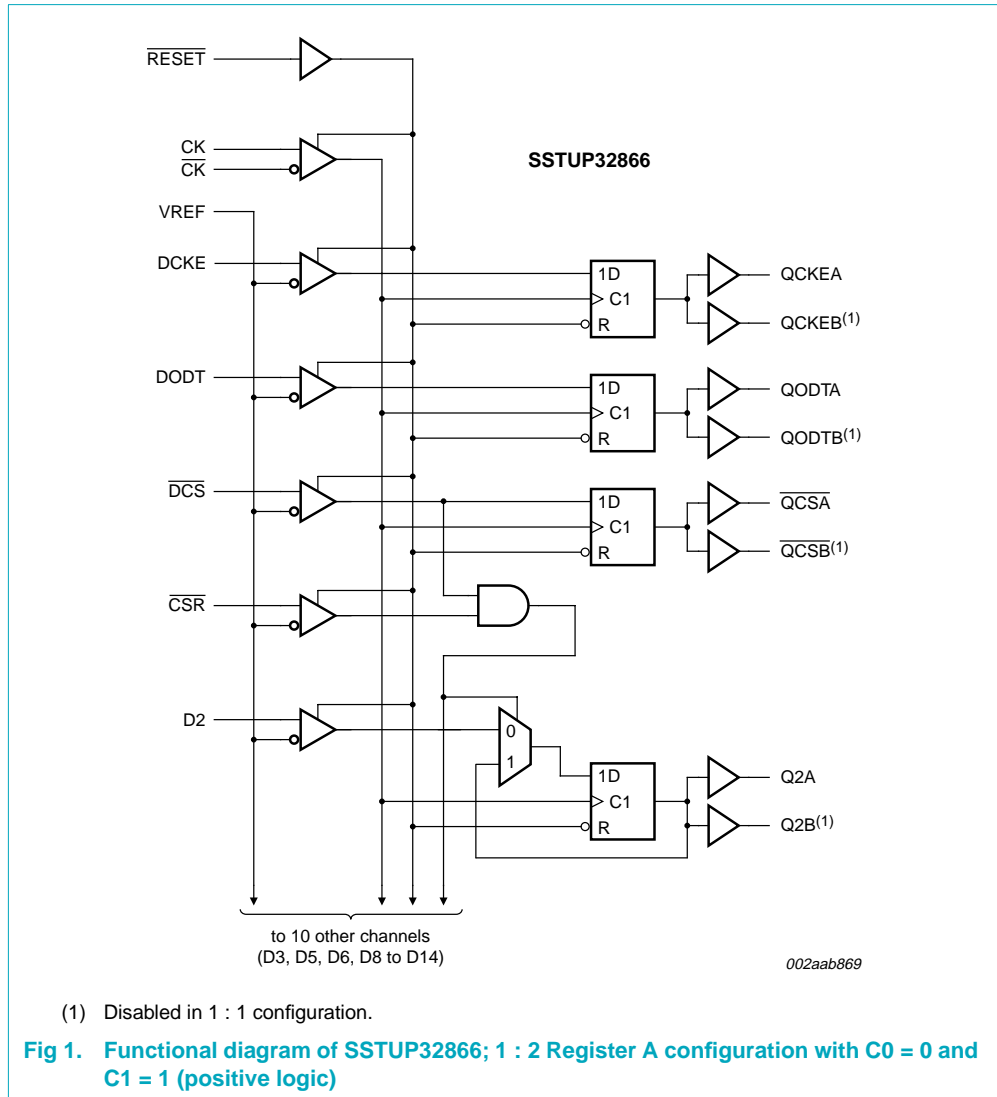 RESET
CK
CK
SSTUP32866
VREF
DCKE
1D
C1
R
QCKEA
QCKEB(1)
DODT
1D
C1
R
QODTA
QODTB(1)
DCS
1D
C1
R
QCSA
QCSB(1)
CSR
D2
0
1
1D
C1
R
Q2A
Q2B(1)
to 10 other channels
(D3, D5, D6, D8 to D14)
002aab869
(1) Disabled in 1 : 1 configuration.
Fig 1. Functional diagram of SSTUP32866; 1 : 2 Register A configuration with C0 = 0 and
C1 = 1 (positive logic)